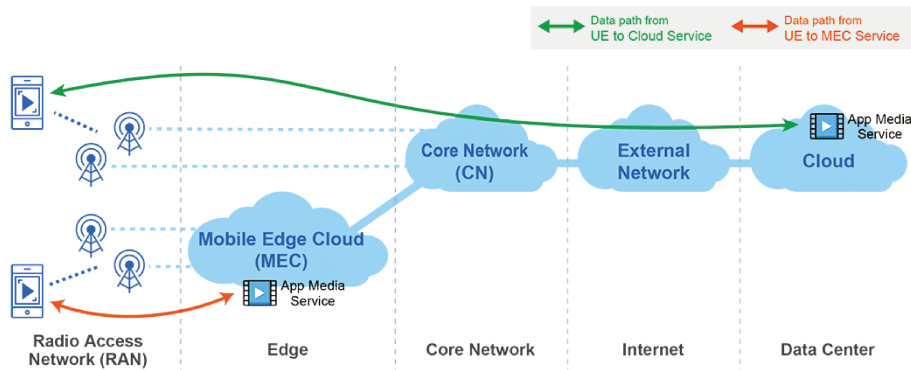 Data path from
UE to Cloud Service
Data path from
UE to MEC Service
App Media
Service
Core Network
(CN)
External
Network
Cloud
Mobile Edge Cloud
(MEC)
App Media
Service
Radio Access
Network (RAN)
Edge
Core Network
Internet
Data Center